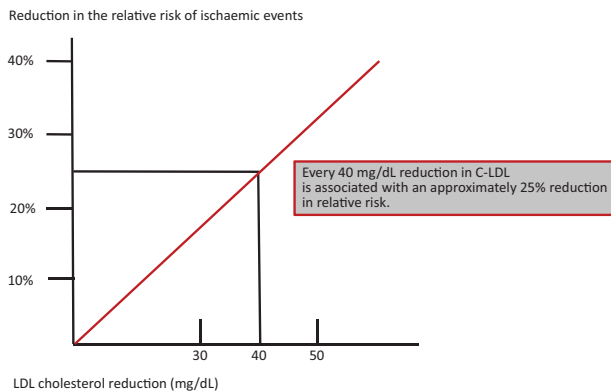 Reduction in the relative risk of ischaemic events
40%
30%
Every 40 mg/dL reduction in C-LDL
is associated with an approximately 25% reduction
in relative risk.
20%
10%
30 40 50
LDL cholesterol reduction (mg/dL)